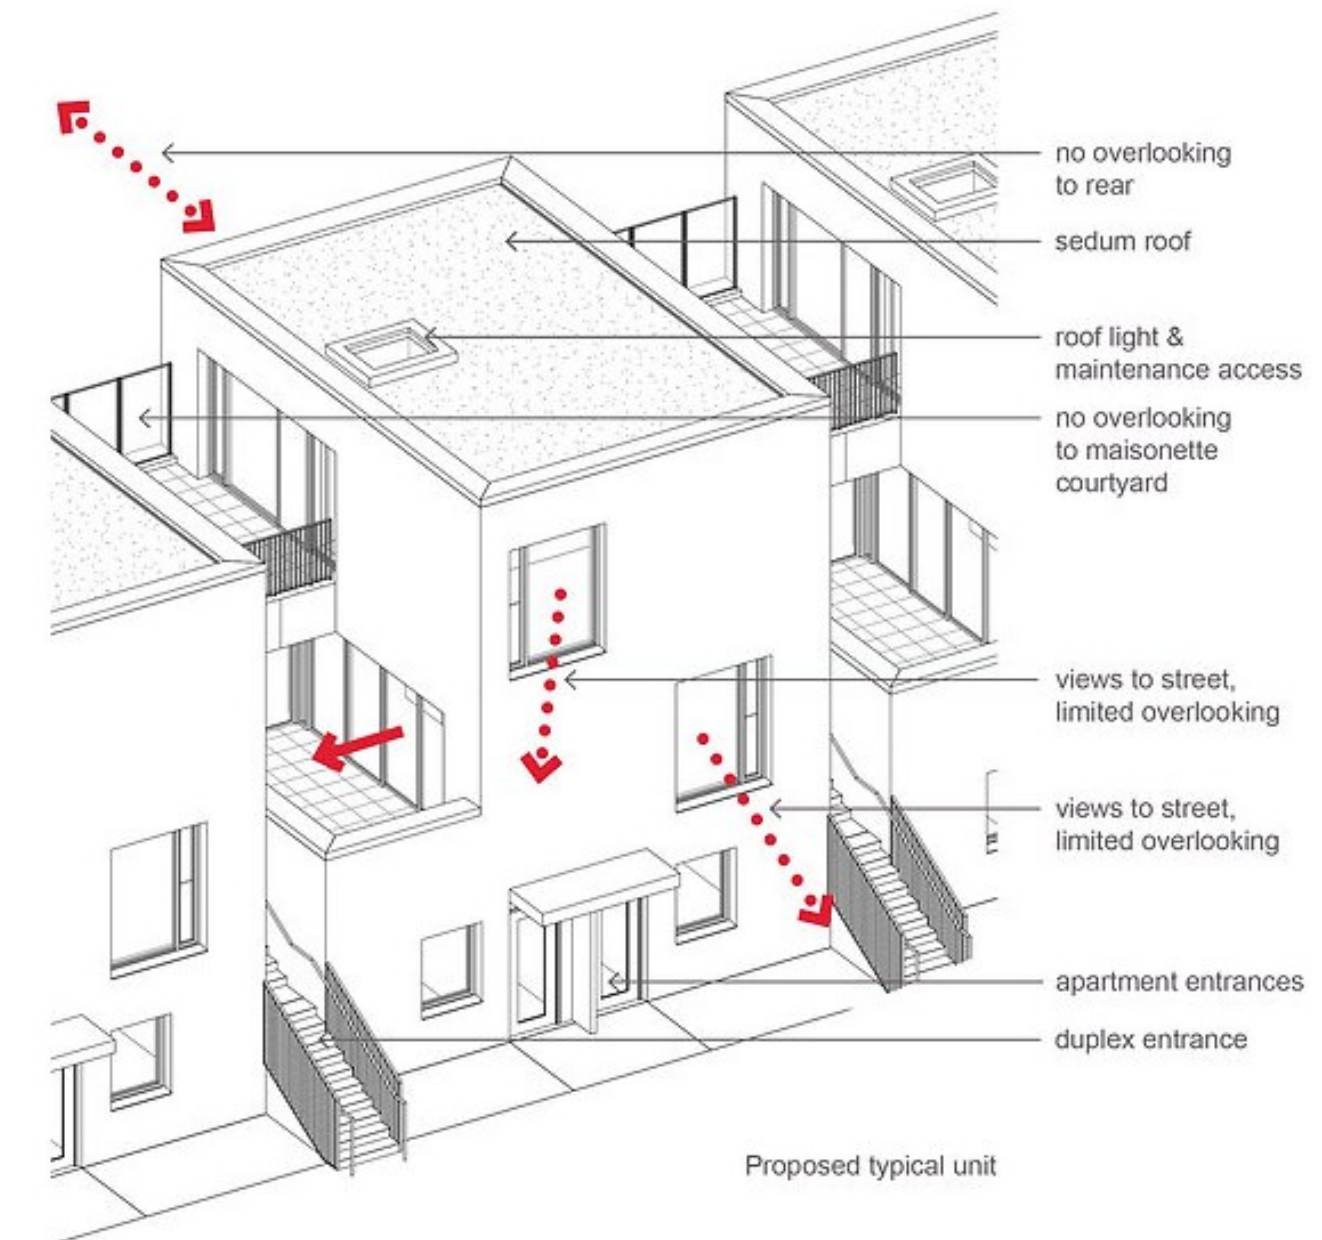 no overlooking
to rear
sedum roof
roof light &
maintenance access
no overlooking
to maisonette
courtyard
views to street,
limited overlooking
views to street,
limited overlooking
apartment entrances
duplex entrance
Proposed typical unit